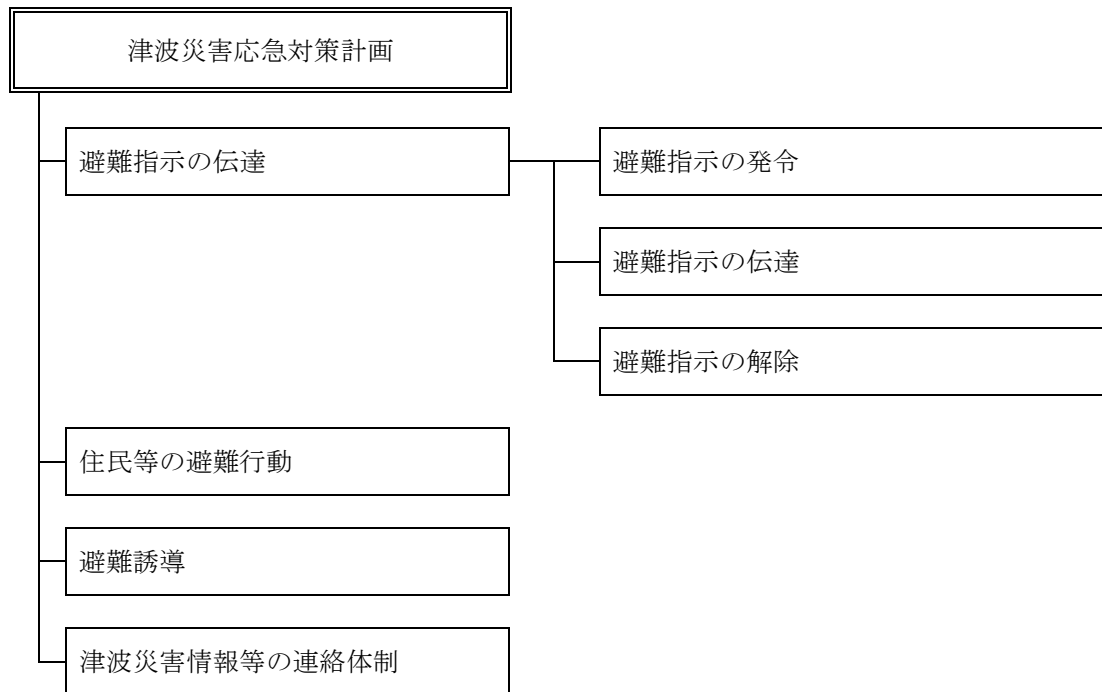 津波災害応急対策計画
避難指示の伝達
避難指示の発令
避難指示の伝達
避難指示の解除
住民等の避難行動
避難誘導
津波災害情報等の連絡体制